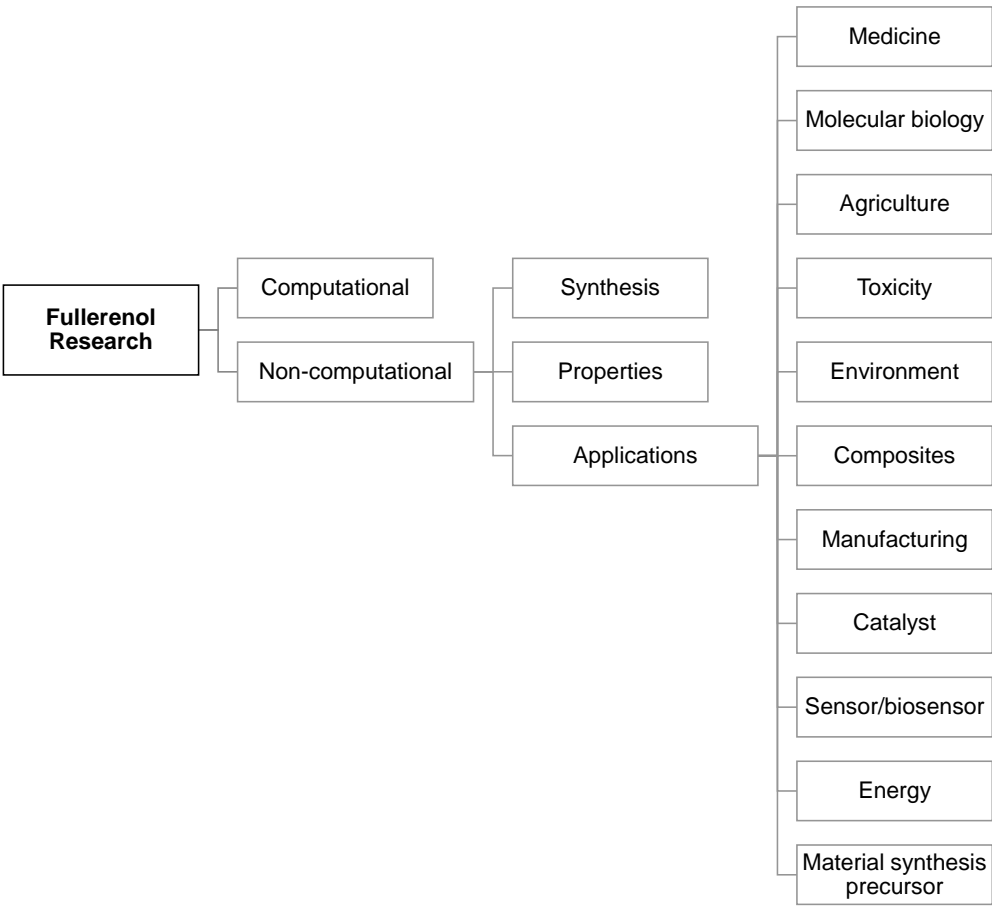 Fullerenol
Research
Computational
Non-computational
Synthesis
Properties
Applications
Medicine
Molecular biology
Agriculture
Toxicity
Environment
Composites
Manufacturing
Catalyst
Sensor/biosensor
Energy
Material synthesis
precursor